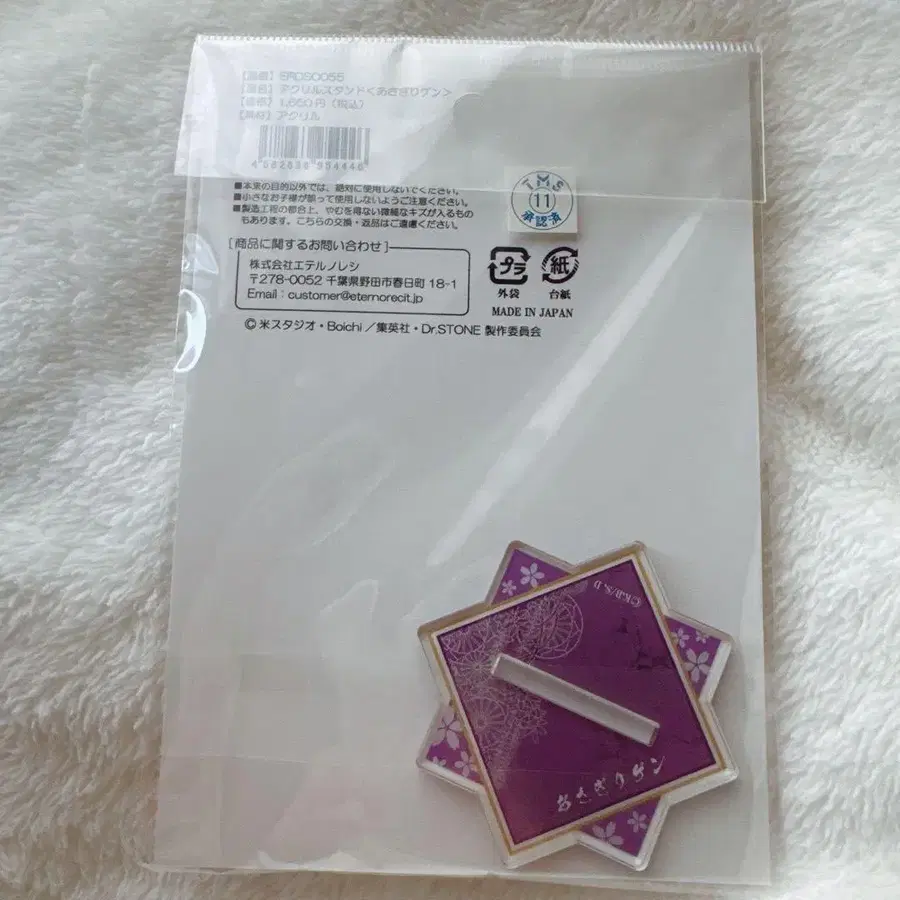 【品番】ERDS0055
【品名】アクリルスタンド<あさぎりゲン>
【価格】1,650円（税込）
【素材】アクリル
4582656 954446
■本来の目的以外では、絶対に使用しないでください。
■小さなお子様が誤って使用しないようご注意ください。
■製造工程の都合上、やむを得ない微細なキズが入るもの
もあります。こちらの交換・返品はご遠慮ください。
TMS
11
承認済
[商品に関するお問い合わせ]
株式会社エテルノレシ
〒278-0052 千葉県野田市春日町 18-1
Email : customer@eternorecit.jp
プラ
外袋
紙
台紙
MADE IN JAPAN
© 米スタジオ・Boichi／集英社・Dr.STONE 製作委員会
©K,B/S, D
あさぎりゲン